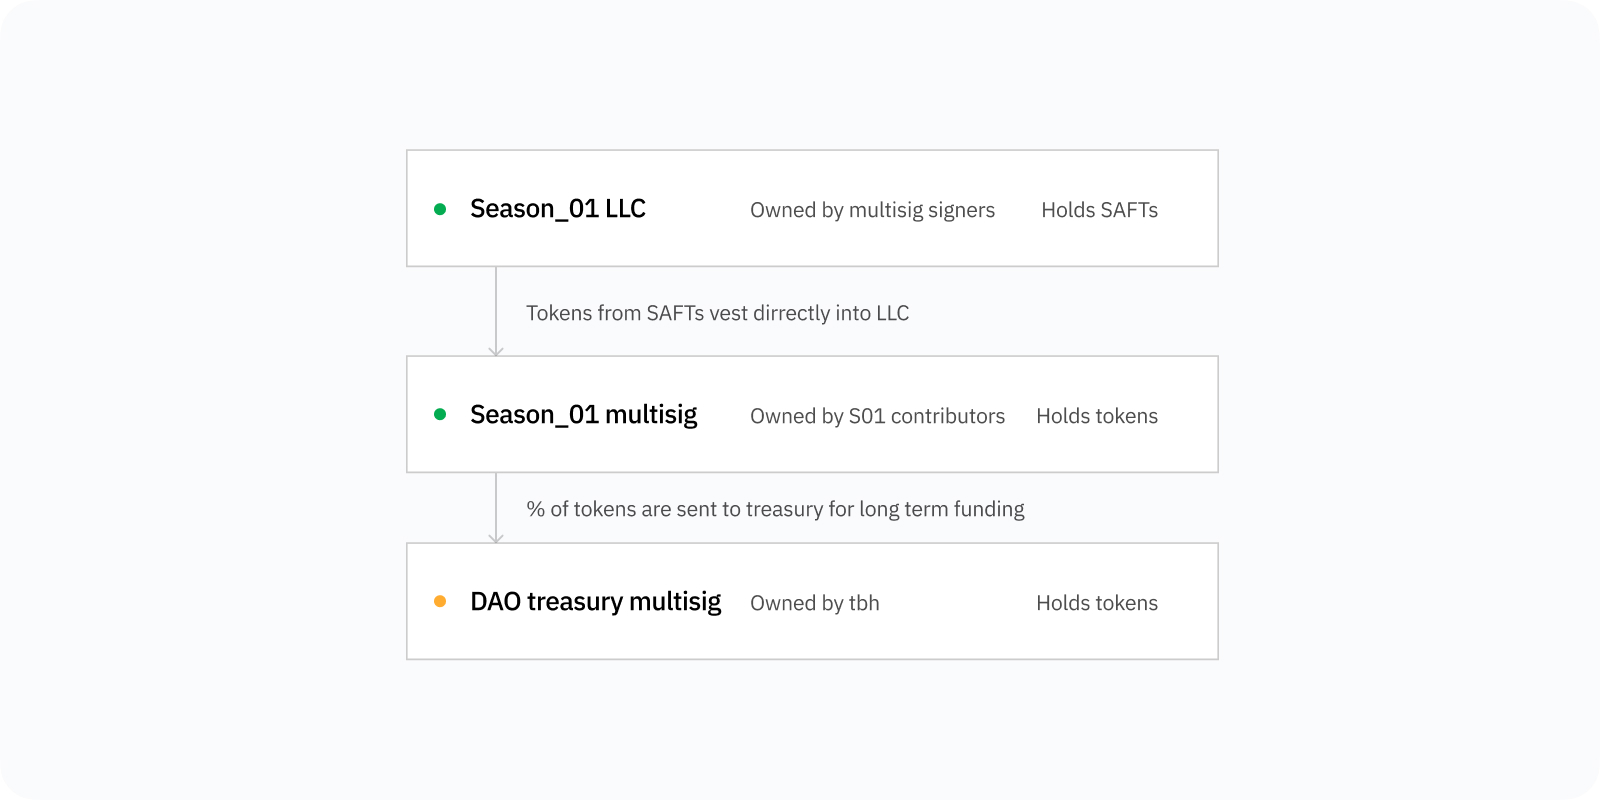 Season_01 LLC Owned by multisig signers Holds SAFTs
Tokens from SAFTs vest dirrectly into LLC
Season_01 multisig Owned by S01 contributors Holds tokens
% of tokens are sent to treasury for long term funding
DAO treasury multisig Owned by tbh Holds tokens